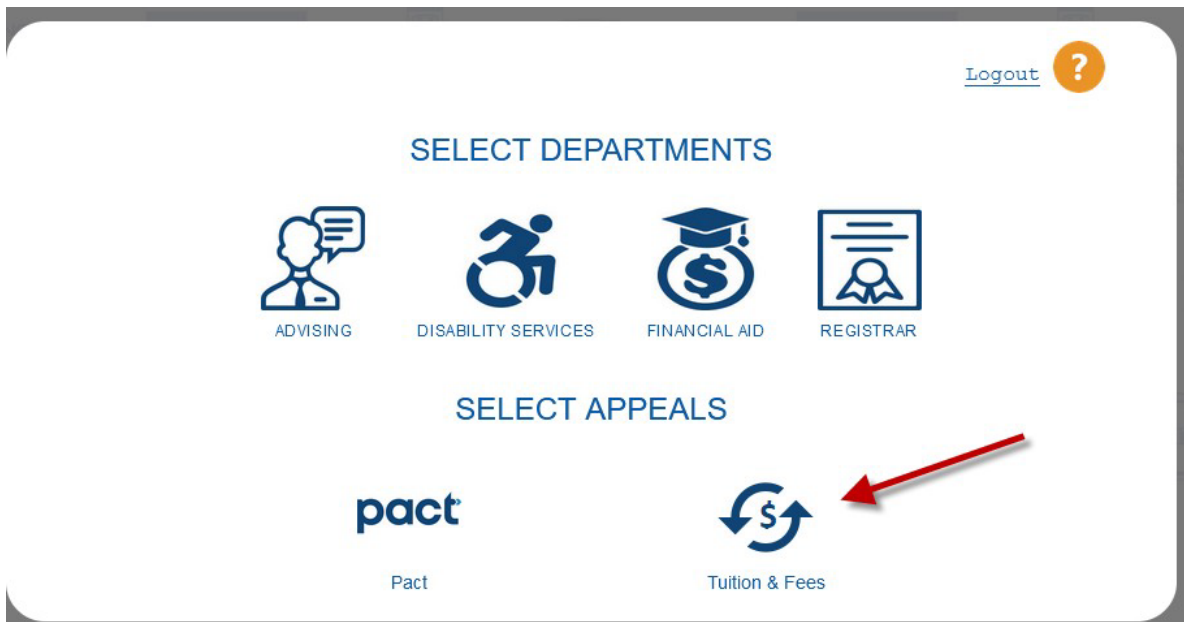 Logout ?
SELECT DEPARTMENTS
ADVISING DISABILITY SERVICES FINANCIAL AID REGISTRAR
SELECT APPEALS
pact $
Pact Tuition & Fees